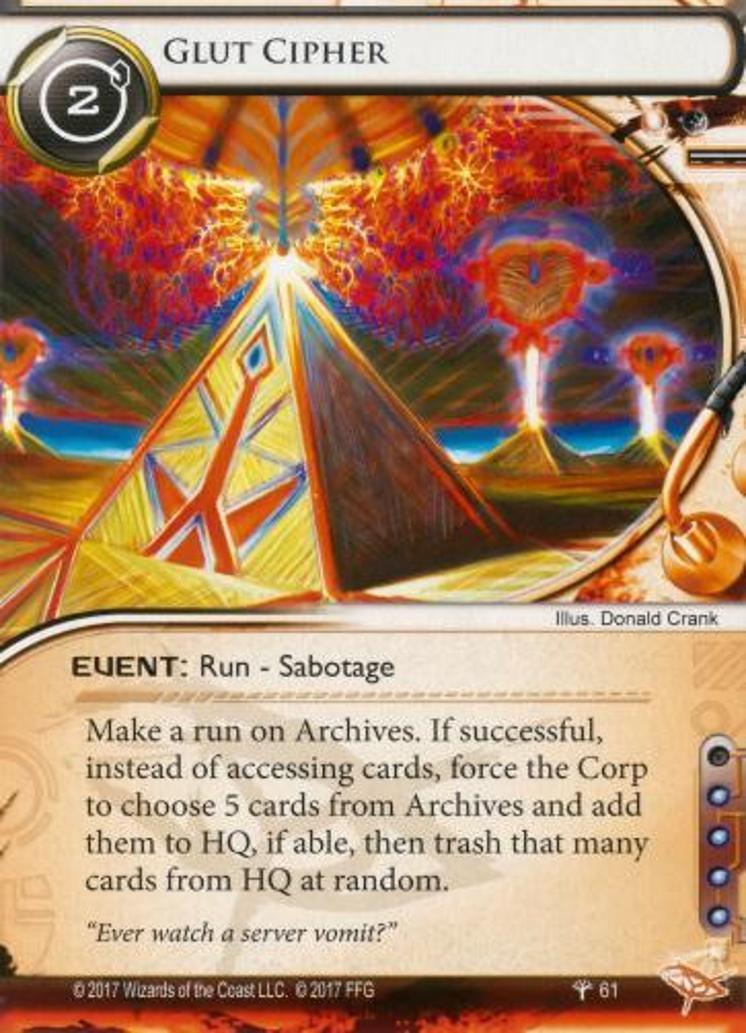 Glut Cipher
2
Illus. Donald Crank
EVENT: Run - Sabotage
Make a run on Archives. If successful,
instead of accessing cards, force the Corp
to choose 5 cards from Archives and add
them to HQ, if able, then trash that many
cards from HQ at random.
“Ever watch a server vomit?”
© 2017 Wizards of the Coast LLC. © 2017 FFG
61